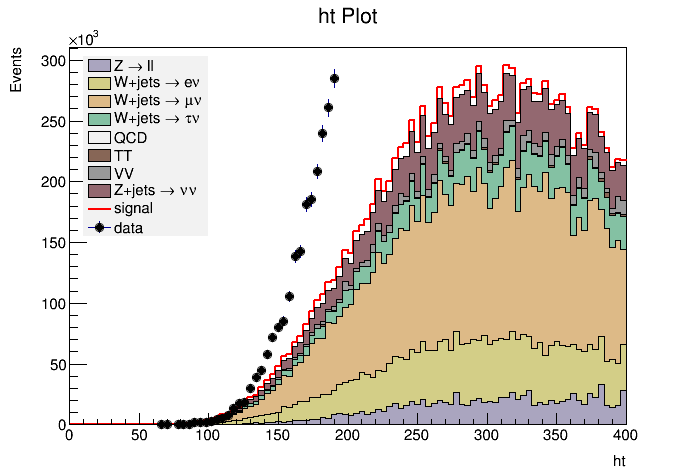 ht Plot
×10³
Events
300
250
200
150
100
50
0
Z → ll
W+jets → eν
W+jets → μν
W+jets → τν
QCD
TT
VV
Z+jets → νν
signal
data
0 50 100 150 200 250 300 350 400
ht